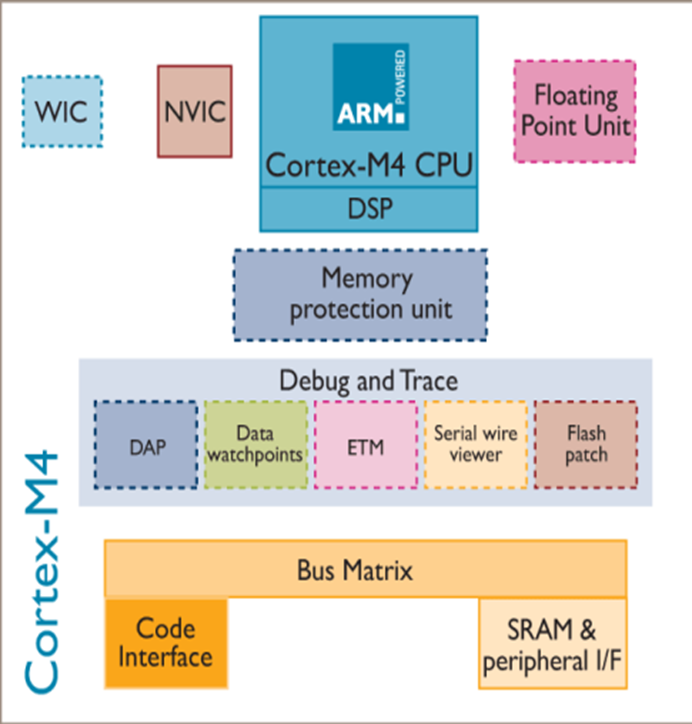 WIC
NVIC
ARM POWERED
Cortex-M4 CPU
DSP
Floating
Point Unit
Memory
protection unit
Debug and Trace
DAP
Data
watchpoints
ETM
Serial wire
viewer
Flash
patch
Cortex-M4
Bus Matrix
Code
Interface
SRAM &
peripheral I/F